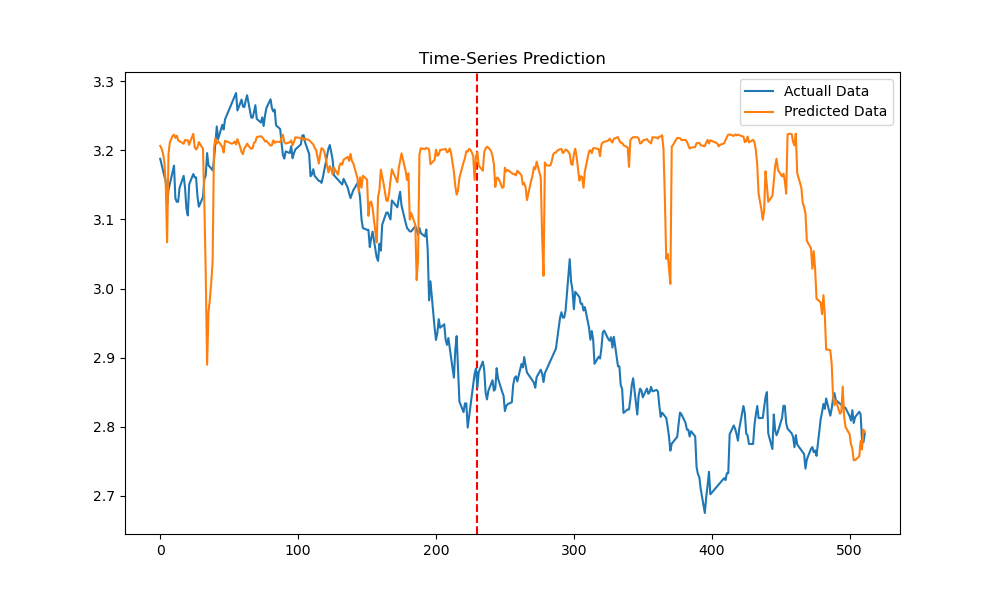 Time-Series Prediction
Actuall Data
Predicted Data
3.3
3.2
3.1
3.0
2.9
2.8
2.7
0 100 200 300 400 500